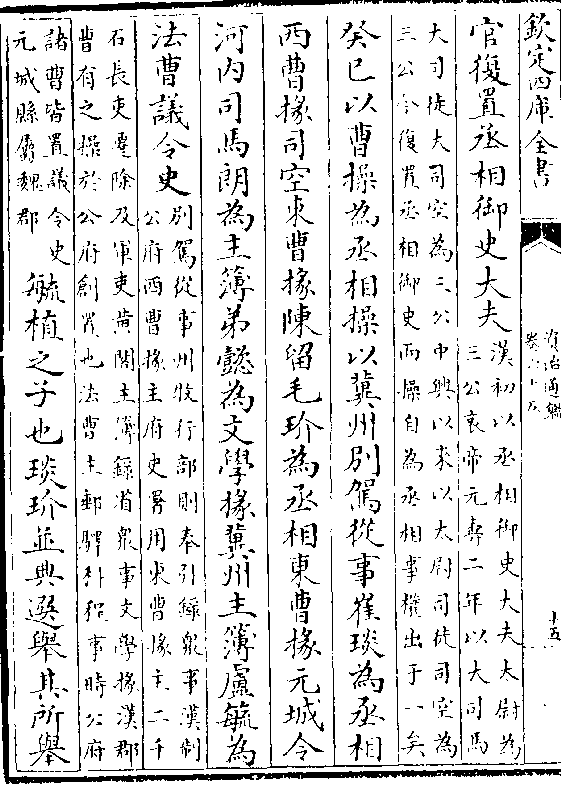 欽定四庫全書
資治通鑑
卷六十五
十五
官復置丞相御史大夫漢初以丞相御史大夫太尉為
三公哀帝元壽二年以大司馬
大司徒大司空為三公中興以來以太尉司徒司空為
三公今復置丞相御史而操自為丞相事權出于一矣
癸巳以曹操為丞相操以冀州别駕從事崔琰為丞相
西曹掾司空東曹掾陳留毛玠為丞相東曹掾元城令
河内司馬朗為主簿弟懿為文學掾冀州主簿盧毓為
法曹議令史别駕從事州牧行部則奉引録衆事漢制
公府西曹掾主府史署用東曹掾主二千
石長吏遷除及軍吏黄閤主簿録省衆事文學掾漢郡
曹有之操於公府創置也法曹主郵驛科程事時公府
諸曹皆置議令史
元城縣屬魏郡
毓植之子也琰玠並典選舉其所舉